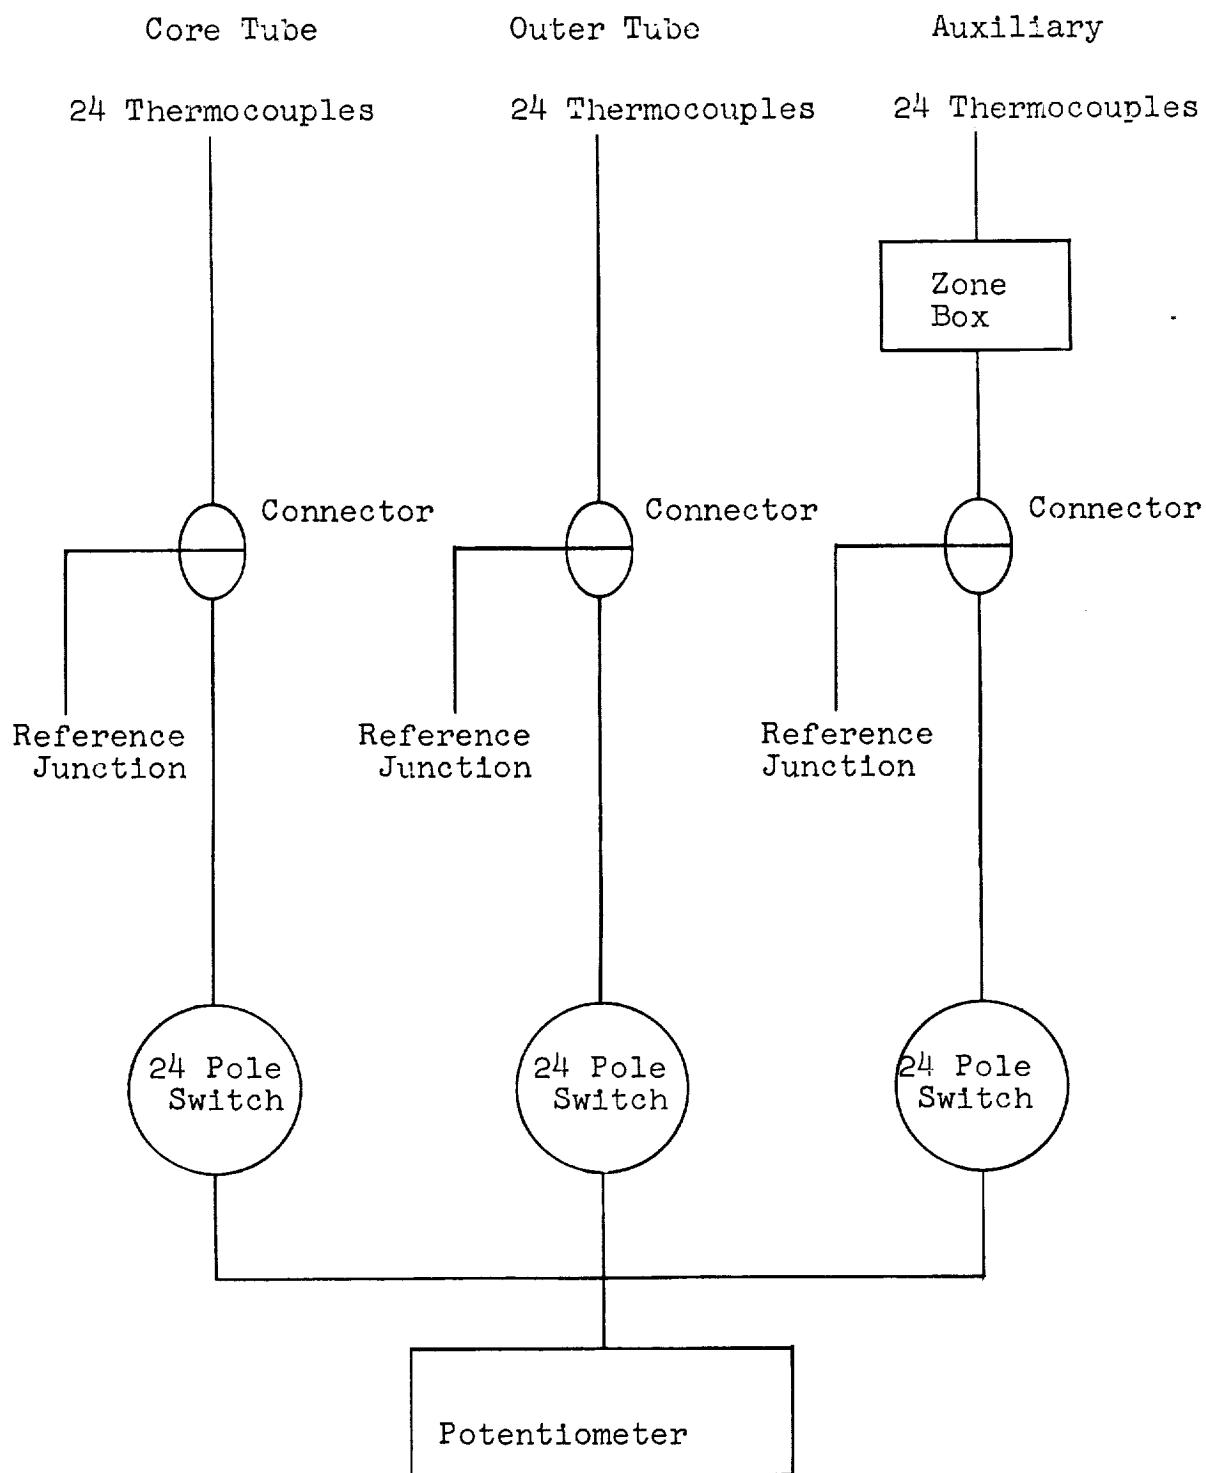 Core Tube
Outer Tube
Auxiliary
24 Thermocouples
24 Thermocouples
24 Thermocouples
Zone
Box
Connector
Connector
Connector
Reference
Junction
Reference
Junction
Reference
Junction
24 Pole
Switch
24 Pole
Switch
24 Pole
Switch
Potentiometer